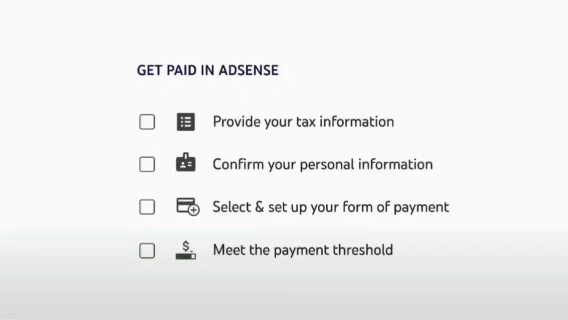 GET PAID IN ADSENSE
Provide your tax information
Confirm your personal information
Select & set up your form of payment
Meet the payment threshold